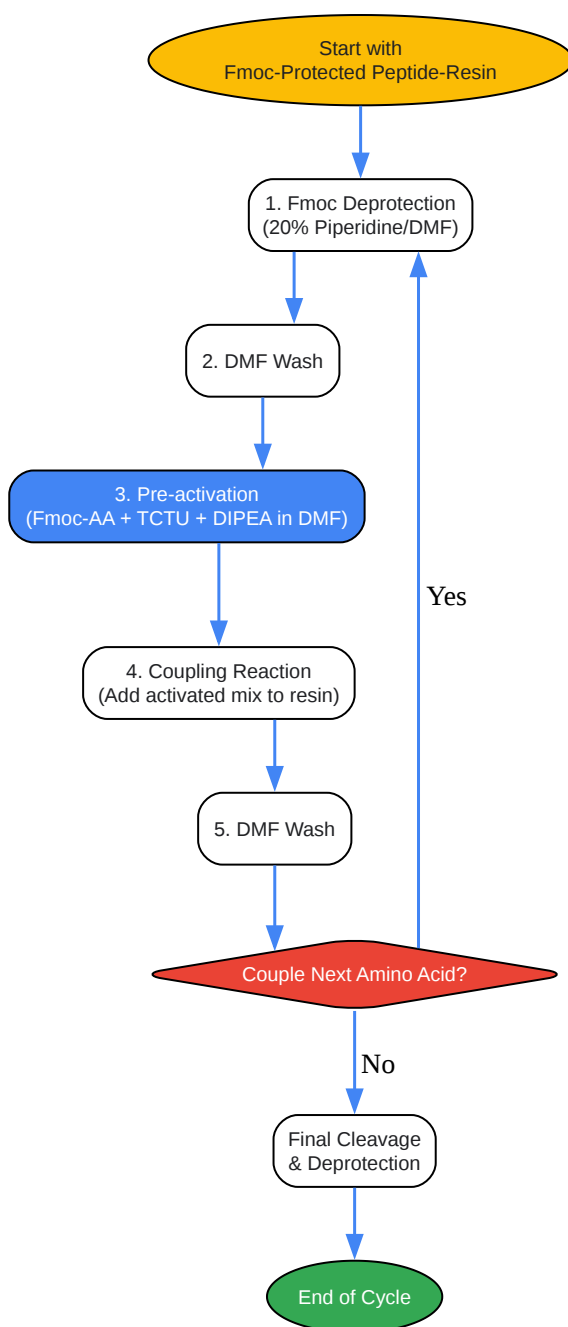 Start with
Fmoc-Protected Peptide-Resin
1. Fmoc Deprotection
(20% Piperidine/DMF)
2. DMF Wash
3. Pre-activation
(Fmoc-AA + TCTU + DIPEA in DMF)
Yes
4. Coupling Reaction
(Add activated mix to resin)
5. DMF Wash
Couple Next Amino Acid?
No
Final Cleavage
& Deprotection
End of Cycle